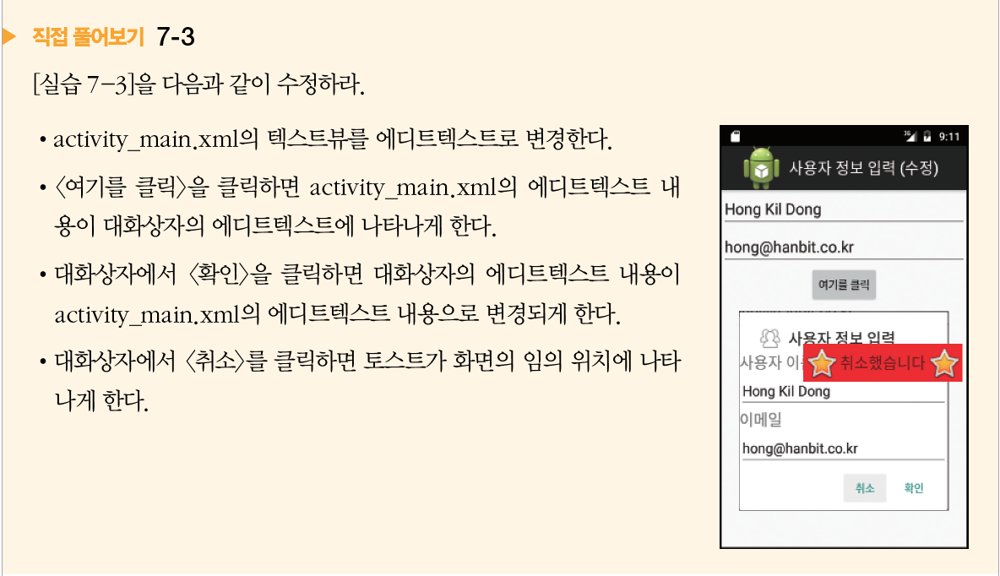 직접 풀어보기 7-3
[실습 7-3]을 다음과 같이 수정하라.
• activity_main.xml의 텍스트뷰를 에디트텍스트로 변경한다.
• 〈여기를 클릭〉을 클릭하면 activity_main.xml의 에디트텍스트 내
용이 대화상자의 에디트텍스트에 나타나게 한다.
• 대화상자에서 〈확인〉을 클릭하면 대화상자의 에디트텍스트 내용이
activity_main.xml의 에디트텍스트 내용으로 변경되게 한다.
• 대화상자에서 〈취소〉를 클릭하면 토스트가 화면의 임의 위치에 나타
나게 한다.
3G 9:11
사용자 정보 입력 (수정)
Hong Kil Dong
hong@hanbit.co.kr
여기를 클릭
사용자 정보 입력
사용자
취소했습니다
Hong Kil Dong
이메일
hong@hanbit.co.kr
취소 확인